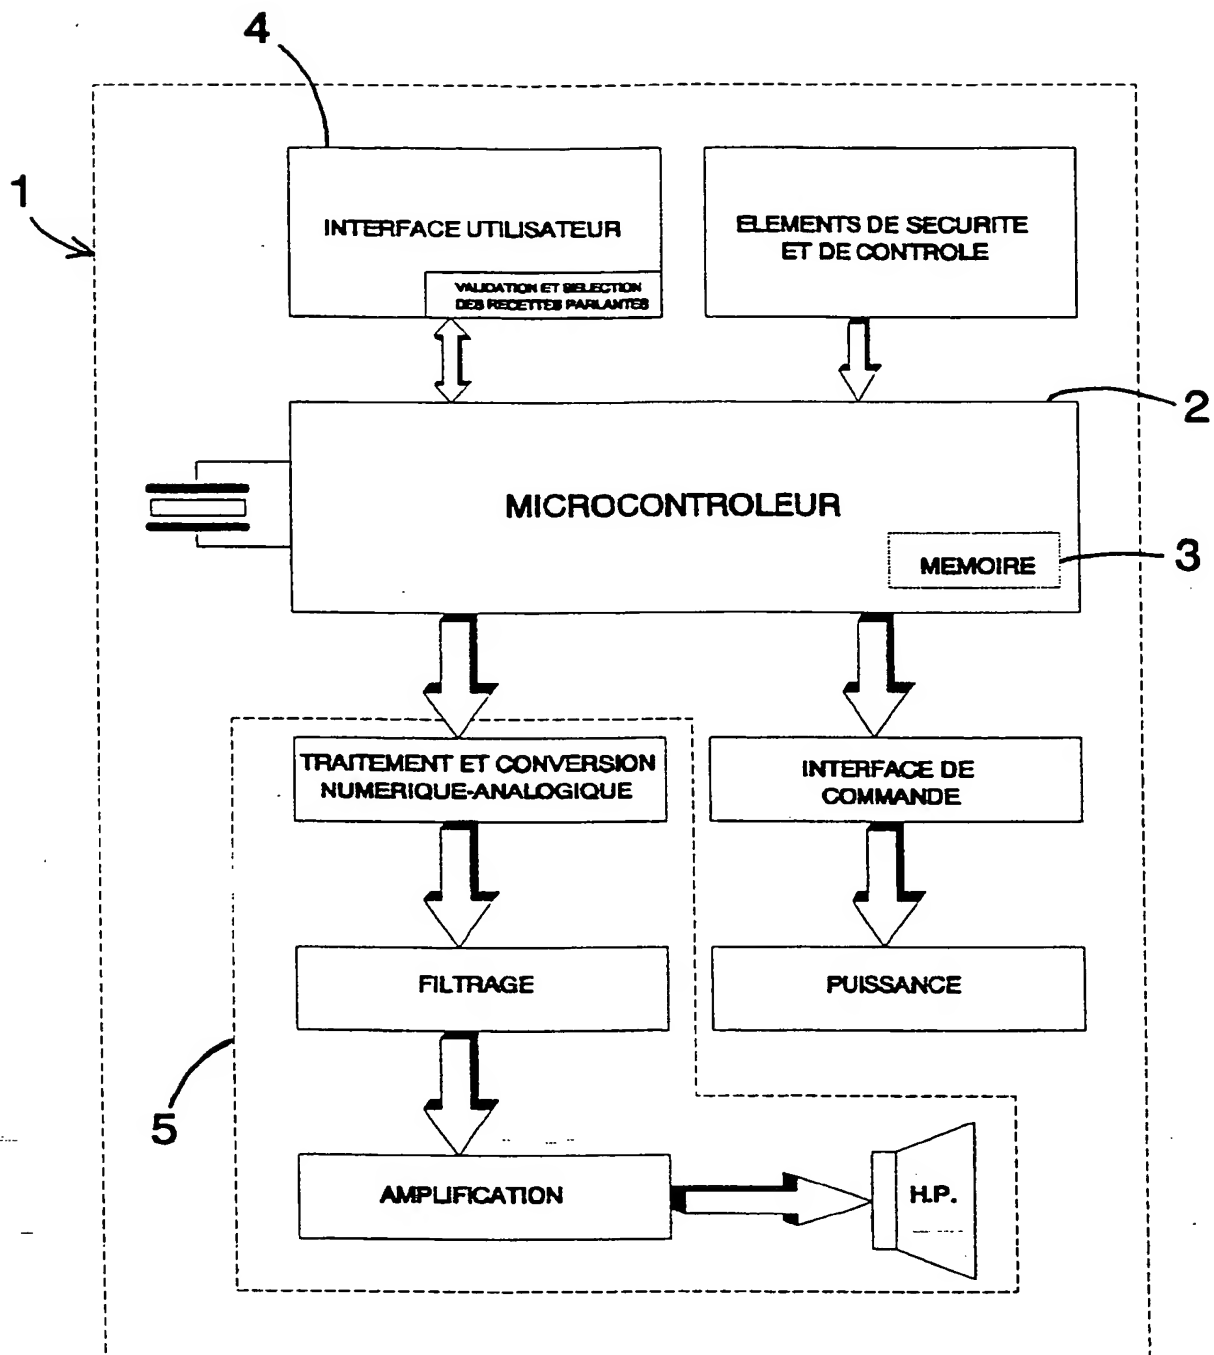 4
1
INTERFACE UTILISATEUR
VALIDATION ET SELECTION
DES RECETTES PARLANTES
ELEMENTS DE SECURITE
ET DE CONTROLE
2
MICROCONTROLEUR
MEMOIRE
3
TRAITEMENT ET CONVERSION
NUMERIQUE-ANALOGIQUE
INTERFACE DE
COMMANDE
FILTRAGE
PUISSANCE
5
AMPLIFICATION
H.P.